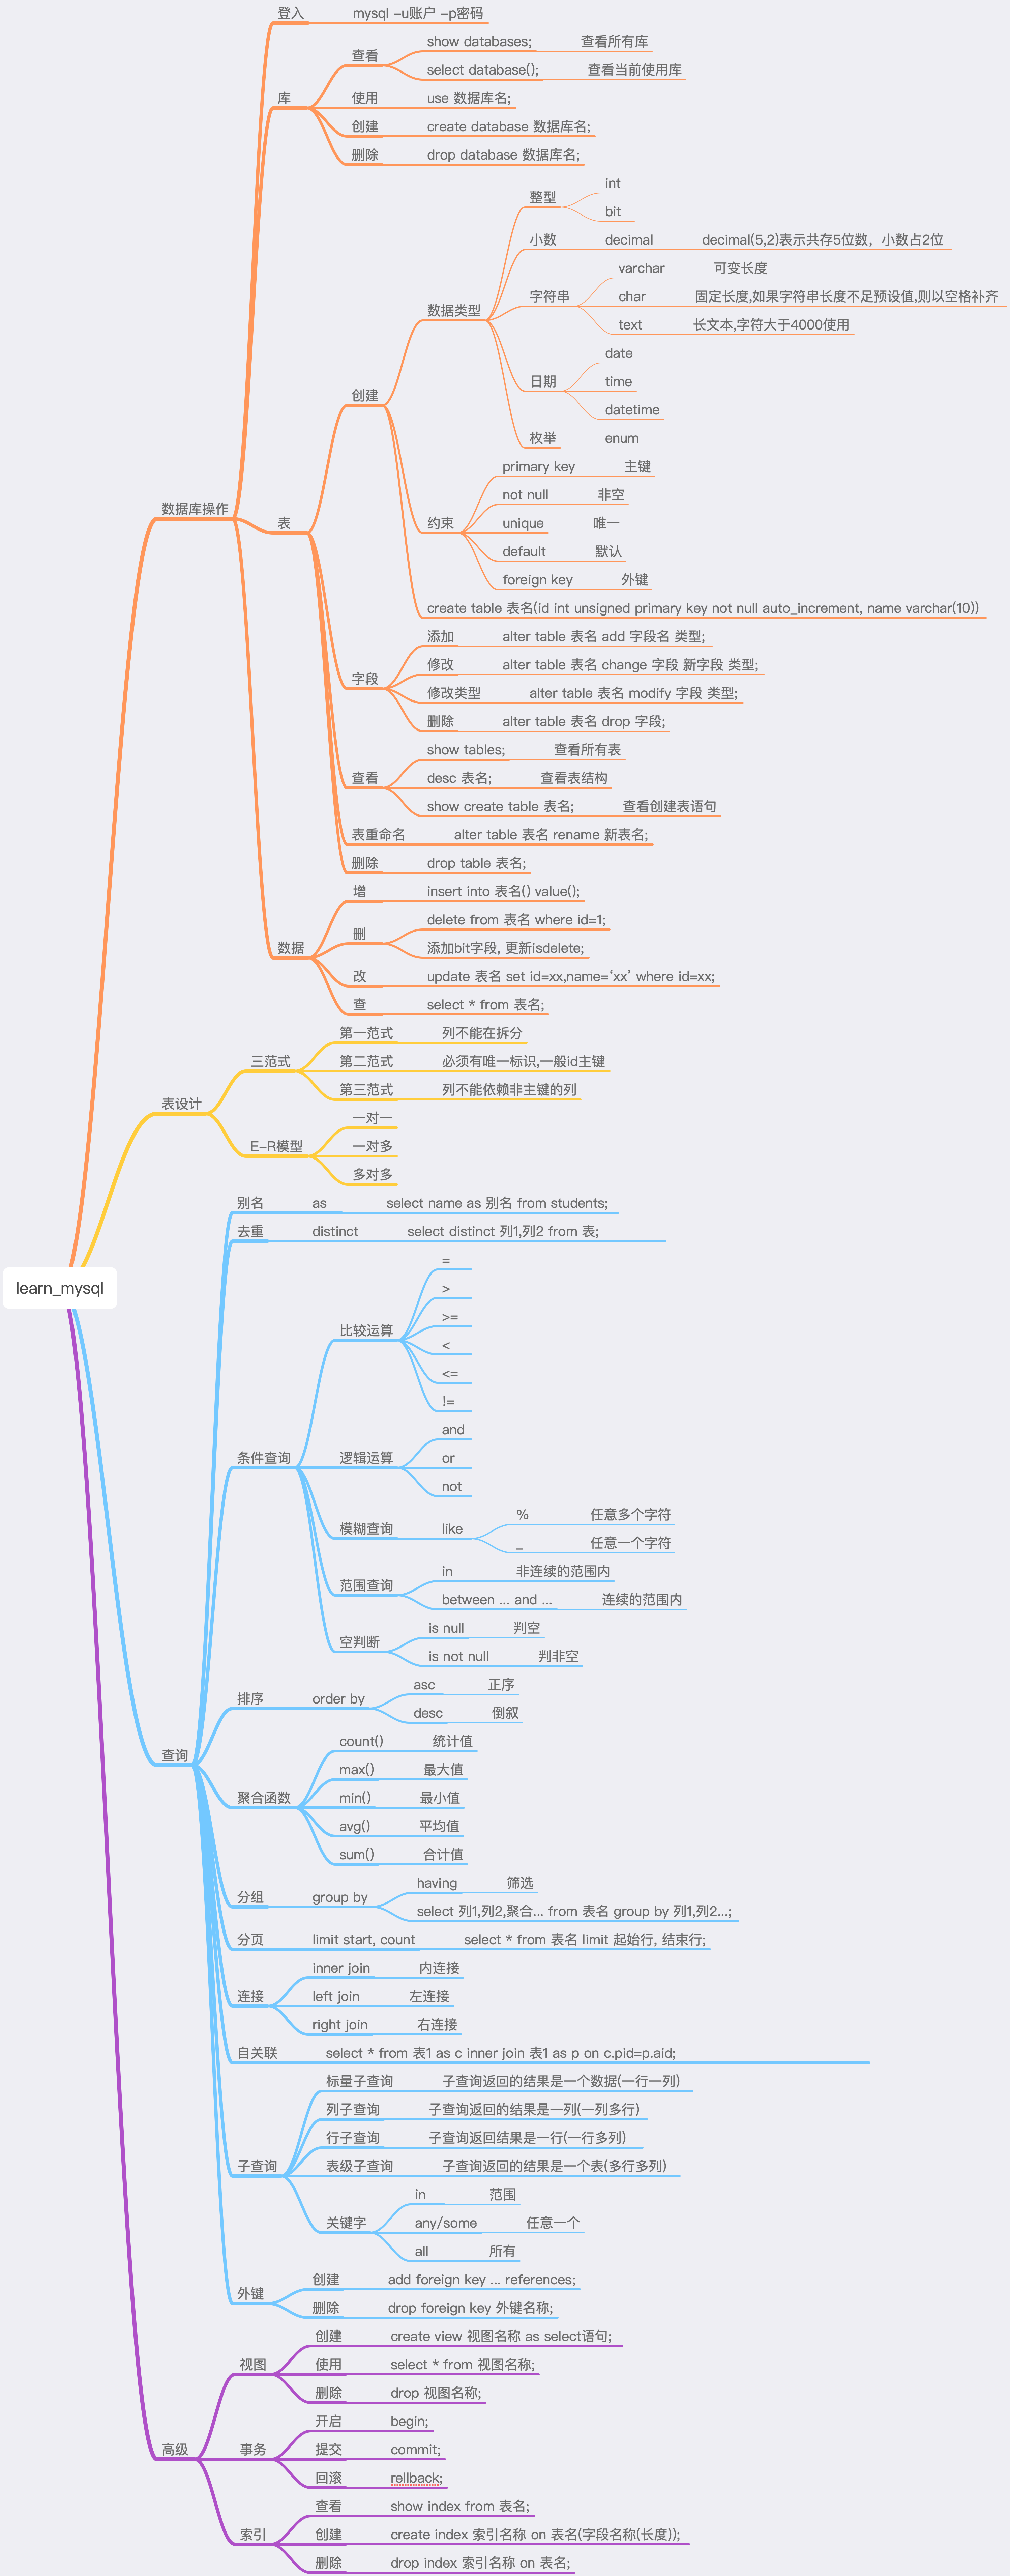 登入 mysql -u账户 -p密码
show databases; 查看所有库
查看
select database(); 查看当前使用库
库
使用 use 数据库名;
创建 create database 数据库名;
删除 drop database 数据库名;
int
整型
bit
小数 decimal decimal(5,2)表示共存5位数，小数占2位
varchar 可变长度
字符串 char 固定长度,如果字符串长度不足预设值,则以空格补齐
数据类型
text 长文本,字符大于4000使用
date
日期 time
创建
datetime
枚举 enum
primary key 主键
not null 非空
数据库操作
表 约束 unique 唯一
default 默认
foreign key 外键
create table 表名(id int unsigned primary key not null auto_increment, name varchar(10))
添加 alter table 表名 add 字段名 类型;
修改 alter table 表名 change 字段 新字段 类型;
字段
修改类型 alter table 表名 modify 字段 类型;
删除 alter table 表名 drop 字段;
show tables; 查看所有表
查看 desc 表名; 查看表结构
show create table 表名; 查看创建表语句
表重命名 alter table 表名 rename 新表名;
删除 drop table 表名;
增 insert into 表名() value();
delete from 表名 where id=1;
删
数据
添加bit字段, 更新isdelete;
改 update 表名 set id=xx,name=‘xx’ where id=xx;
查 select * from 表名;
第一范式 列不能在拆分
三范式 第二范式 必须有唯一标识,一般id主键
第三范式 列不能依赖非主键的列
表设计
一对一
E-R模型 一对多
多对多
别名 as select name as 别名 from students;
去重 distinct select distinct 列1,列2 from 表;
=
learn_mysql
>
>=
比较运算
<
<=
!=
and
条件查询 逻辑运算 or
not
% 任意多个字符
模糊查询 like
_ 任意一个字符
in 非连续的范围内
范围查询
between ... and ... 连续的范围内
is null 判空
空判断
is not null 判非空
asc 正序
排序 order by
desc 倒叙
count() 统计值
查询
max() 最大值
聚合函数 min() 最小值
avg() 平均值
sum() 合计值
having 筛选
分组 group by
select 列1,列2,聚合... from 表名 group by 列1,列2...;
分页 limit start, count select * from 表名 limit 起始行, 结束行;
inner join 内连接
连接 left join 左连接
right join 右连接
自关联 select * from 表1 as c inner join 表1 as p on c.pid=p.aid;
标量子查询 子查询返回的结果是一个数据(一行一列)
列子查询 子查询返回的结果是一列(一列多行)
行子查询 子查询返回结果是一行(一行多列)
子查询 表级子查询 子查询返回的结果是一个表(多行多列)
in 范围
关键字 any/some 任意一个
all 所有
创建 add foreign key ... references;
外键
删除 drop foreign key 外键名称;
创建 create view 视图名称 as select语句;
视图 使用 select * from 视图名称;
删除 drop 视图名称;
开启 begin;
高级 事务 提交 commit;
回滚 rellback;
查看 show index from 表名;
索引 创建 create index 索引名称 on 表名(字段名称(长度));
删除 drop index 索引名称 on 表名;